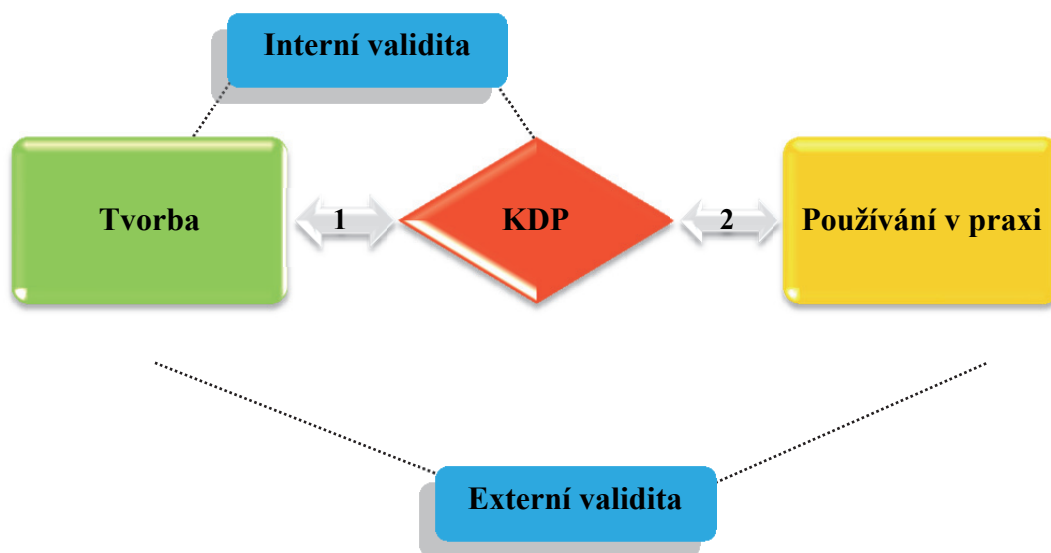 Interní validita
Tvorba
1
KDP
2
Používání v praxi
Externí validita